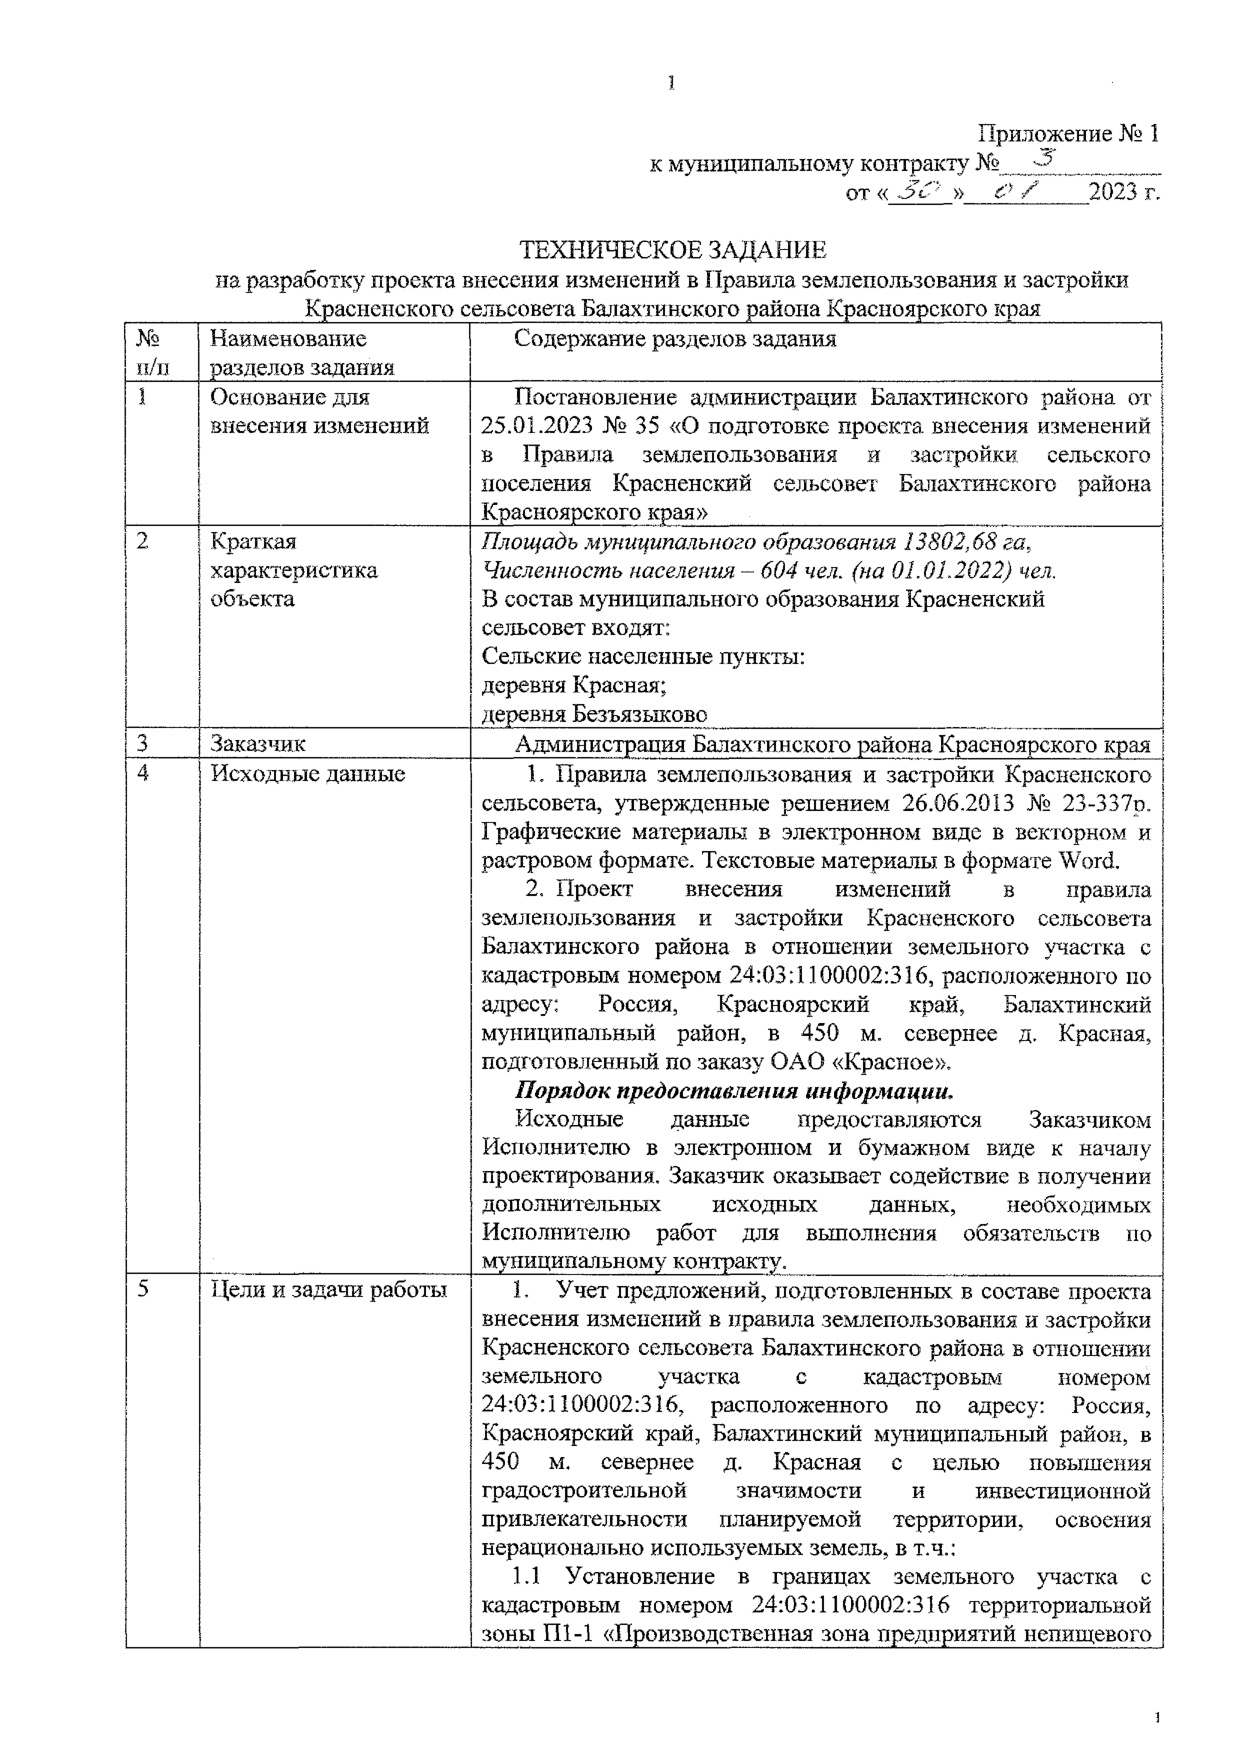 1
Приложение № 1
к муниципальному контракту № 3
от « 30 » 01 2023 г.
ТЕХНИЧЕСКОЕ ЗАДАНИЕ
на разработку проекта внесения изменений в Правила землепользования и застройки
Красненского сельсовета Балахтинского района Красноярского края
№
п/п
Наименование
разделов задания
Содержание разделов задания
1
Основание для
внесения изменений
Постановление администрации Балахтинского района от
25.01.2023 № 35 «О подготовке проекта внесения изменений
в Правила землепользования и застройки сельского
поселения Красненский сельсовет Балахтинского района
Красноярского края»
2
Краткая
характеристика
объекта
Площадь муниципального образования 13802,68 га,
Численность населения – 604 чел. (на 01.01.2022) чел.
В состав муниципального образования Красненский
сельсовет входят:
Сельские населенные пункты:
деревня Красная;
деревня Безъязыково
3
Заказчик
Администрация Балахтинского района Красноярского края
4
Исходные данные
1. Правила землепользования и застройки Красненского
сельсовета, утвержденные решением 26.06.2013 № 23-337р.
Графические материалы в электронном виде в векторном и
растровом формате. Текстовые материалы в формате Word.
2. Проект внесения изменений в правила
землепользования и застройки Красненского сельсовета
Балахтинского района в отношении земельного участка с
кадастровым номером 24:03:1100002:316, расположенного по
адресу: Россия, Красноярский край, Балахтинский
муниципальный район, в 450 м. севернее д. Красная,
подготовленный по заказу ОАО «Красное».
Порядок предоставления информации.
Исходные данные предоставляются Заказчиком
Исполнителю в электронном и бумажном виде к началу
проектирования. Заказчик оказывает содействие в получении
дополнительных исходных данных, необходимых
Исполнителю работ для выполнения обязательств по
муниципальному контракту.
5
Цели и задачи работы
1. Учет предложений, подготовленных в составе проекта
внесения изменений в правила землепользования и застройки
Красненского сельсовета Балахтинского района в отношении
земельного участка с кадастровым номером
24:03:1100002:316, расположенного по адресу: Россия,
Красноярский край, Балахтинский муниципальный район, в
450 м. севернее д. Красная с целью повышения
градостроительной значимости и инвестиционной
привлекательности планируемой территории, освоения
нерационально используемых земель, в т.ч.:
1.1 Установление в границах земельного участка с
кадастровым номером 24:03:1100002:316 территориальной
зоны П1-1 «Производственная зона предприятий непищевого
1